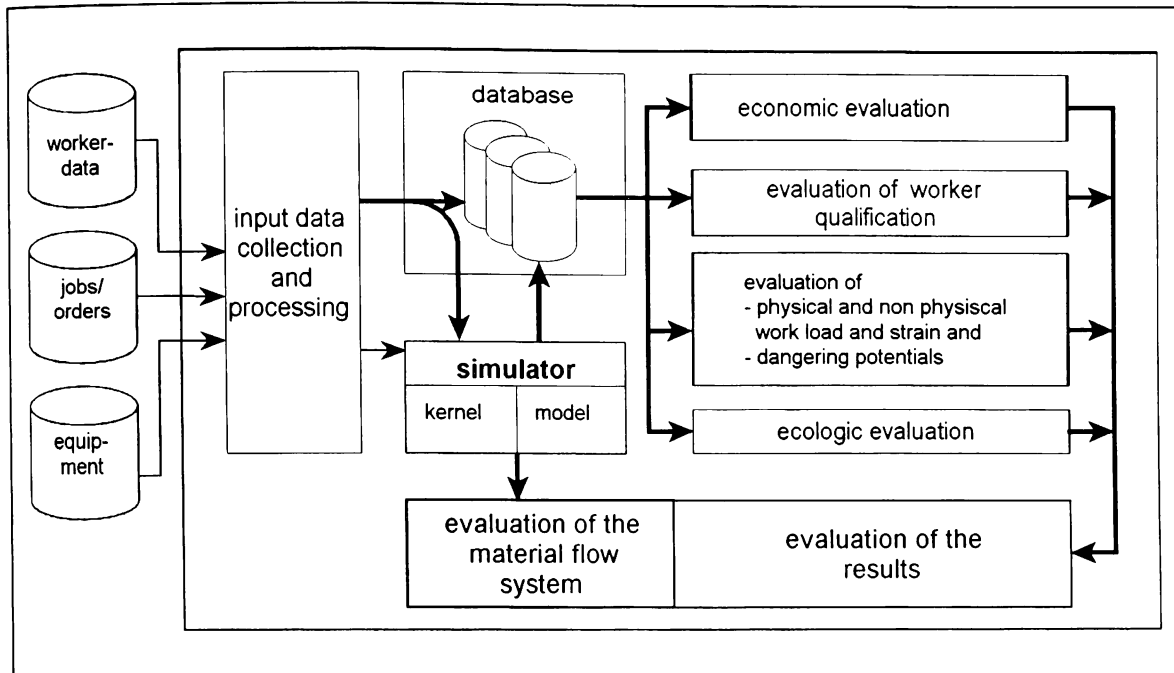 worker-
data
jobs/
orders
equip-
ment
input data
collection
and
processing
database
simulator
kernel
model
economic evaluation
evaluation of worker
qualification
evaluation of
- physical and non physiscal
work load and strain and
- dangering potentials
ecologic evaluation
evaluation of the
material flow
system
evaluation of the
results